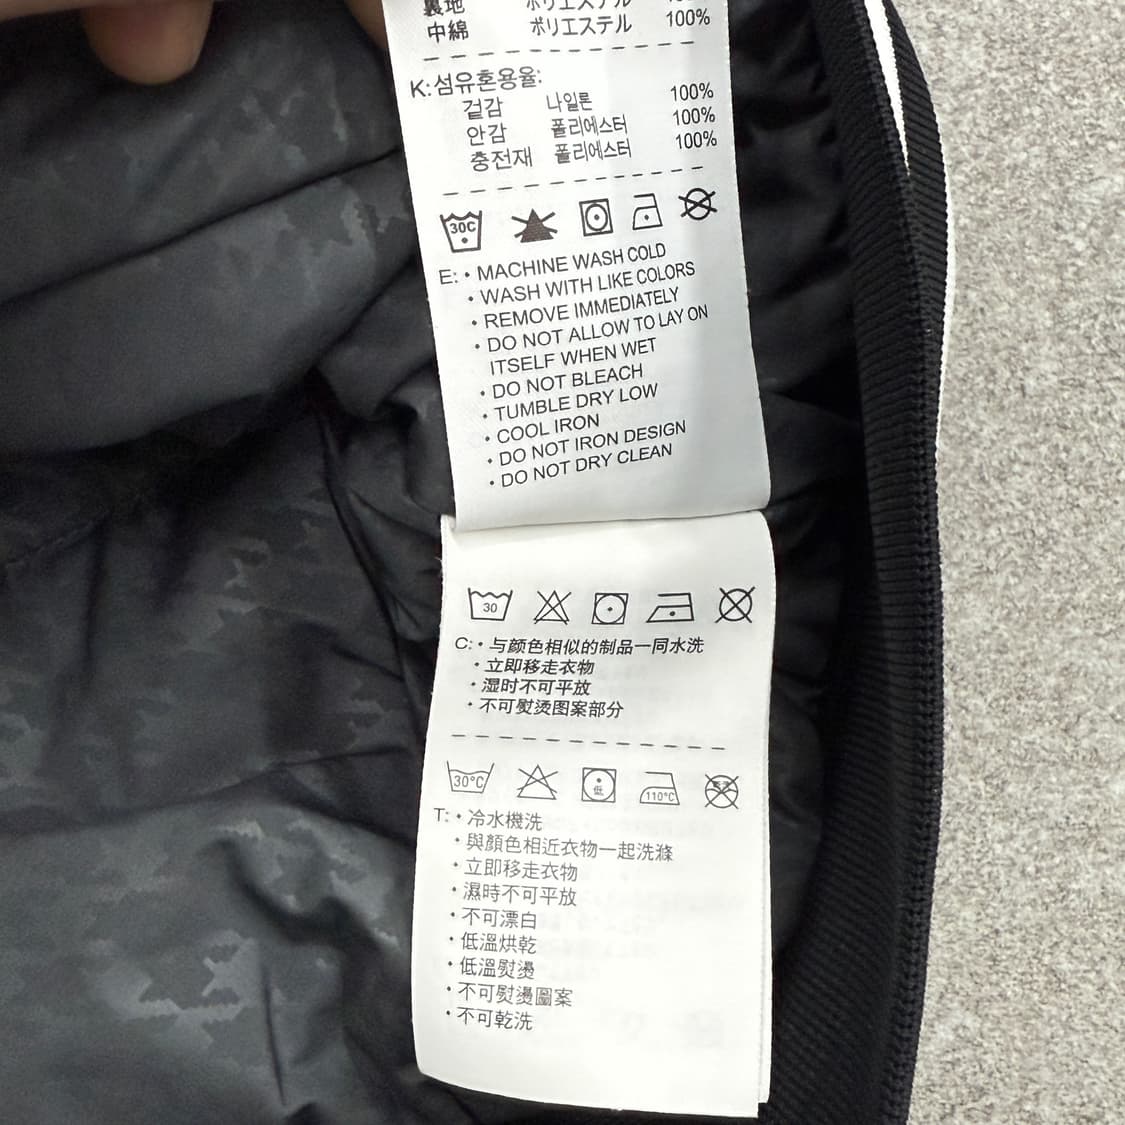 裏地 ポリエステル
中綿 ポリエステル 100%
K:섬유혼용율:
겉감 나일론 100%
안감 폴리에스터 100%
충전재 폴리에스터 100%
30C
E: • MACHINE WASH COLD
• WASH WITH LIKE COLORS
• REMOVE IMMEDIATELY
• DO NOT ALLOW TO LAY ON
ITSELF WHEN WET
• DO NOT BLEACH
• TUMBLE DRY LOW
• COOL IRON
• DO NOT IRON DESIGN
• DO NOT DRY CLEAN
30
C: • 与颜色相似的制品一同水洗
• 立即移走衣物
• 湿时不可平放
• 不可熨烫图案部分
30°C 低 110°C
T: • 冷水機洗
• 與顏色相近衣物一起洗滌
• 立即移走衣物
• 濕時不可平放
• 不可漂白
• 低溫烘乾
• 低溫熨燙
• 不可熨燙圖案
• 不可乾洗